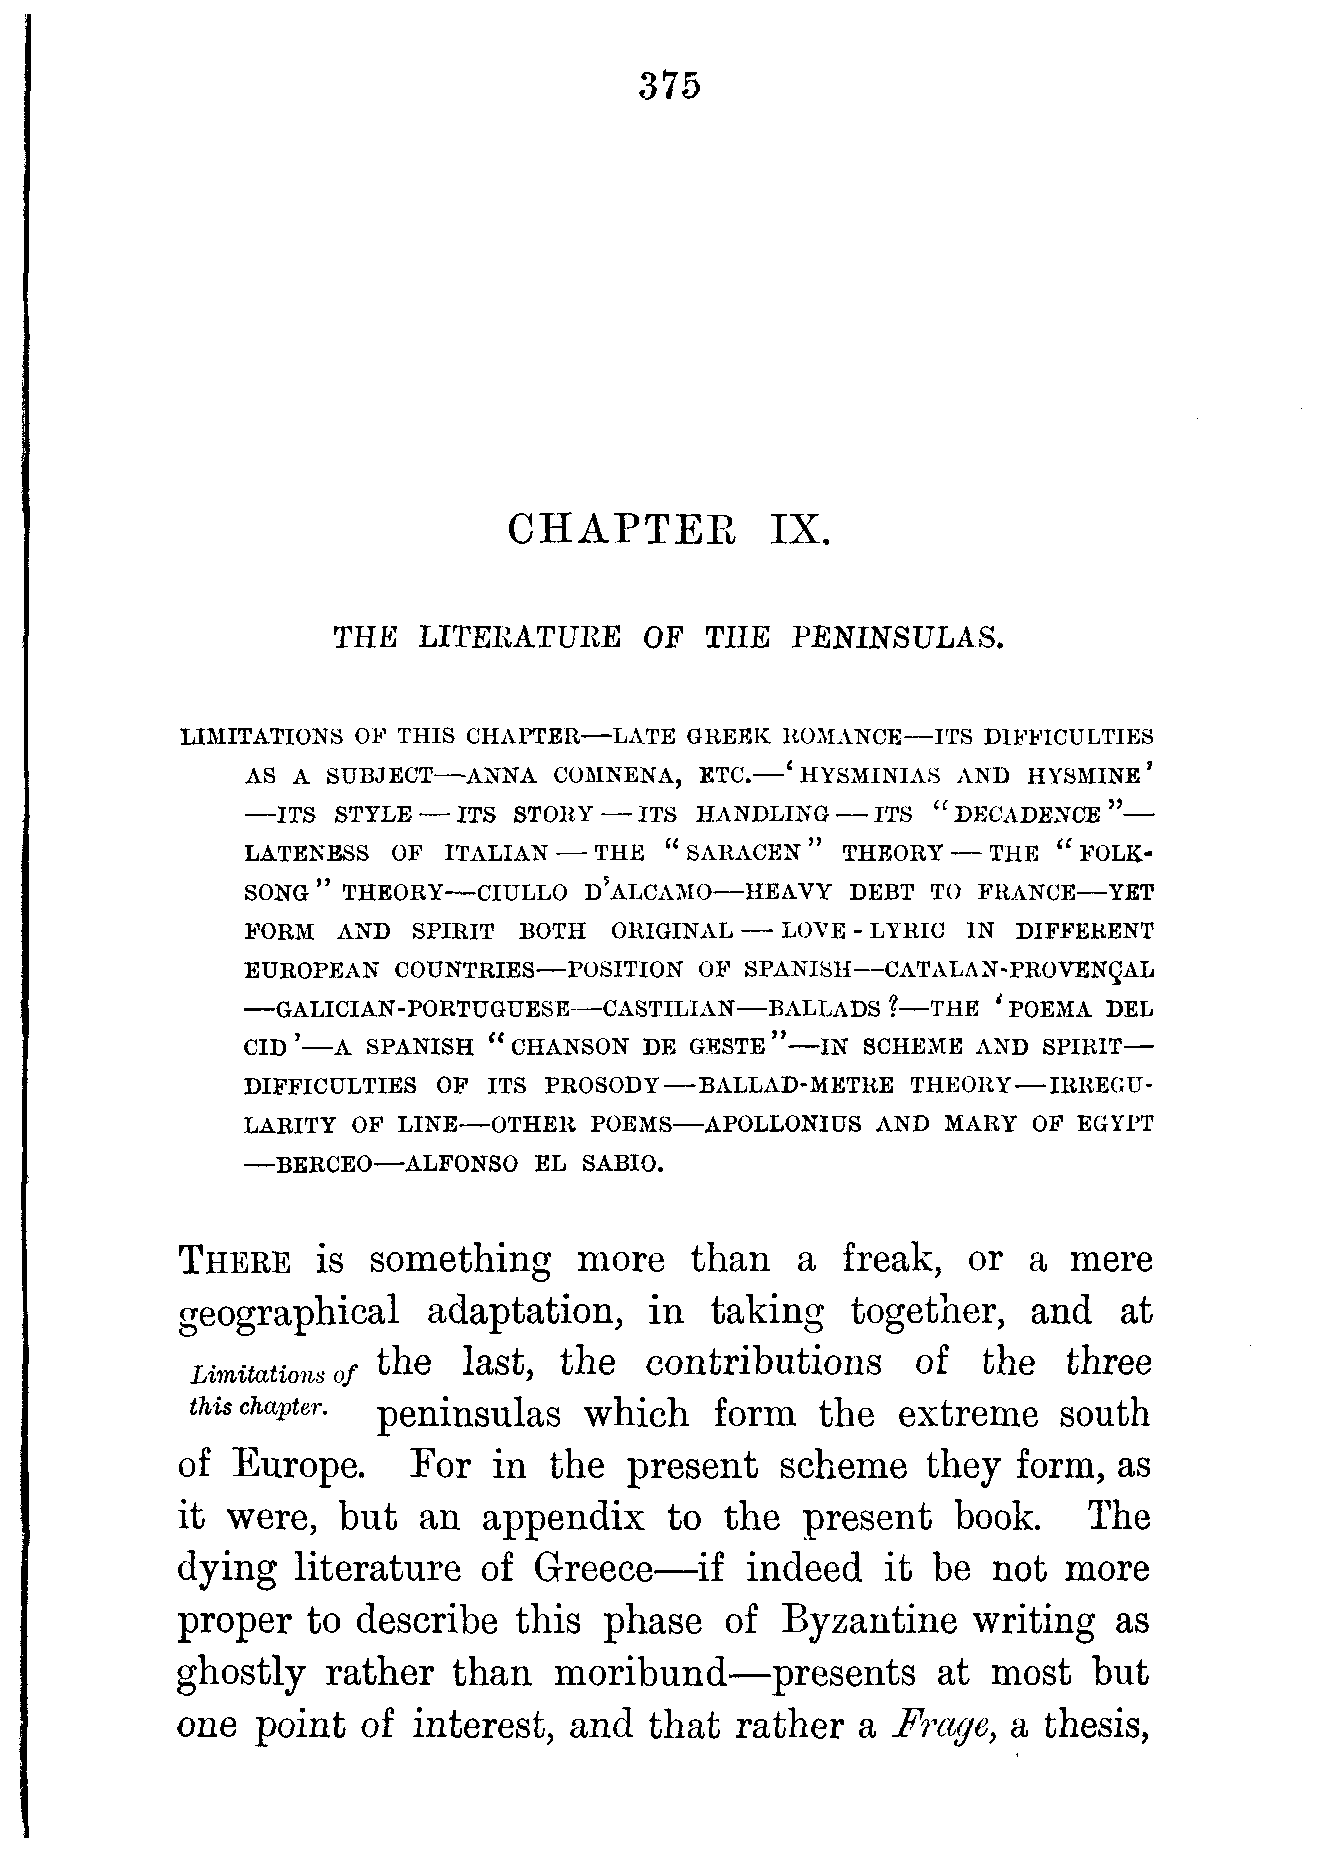 375
CHAPTER IX.
THE LITERATURE OF THE PENINSULAS.
LIMITATIONS OF THIS CHAPTER—LATE GREEK ROMANCE—ITS DIFFICULTIES
AS A SUBJECT—ANNA COMNENA, ETC.—‘HYSMINIAS AND HYSMINE’
—ITS STYLE—ITS STORY—ITS HANDLING—ITS “DECADENCE”—
LATENESS OF ITALIAN—THE “SARACEN” THEORY—THE “FOLK-
SONG” THEORY—CIULLO D’ALCAMO—HEAVY DEBT TO FRANCE—YET
FORM AND SPIRIT BOTH ORIGINAL—LOVE-LYRIC IN DIFFERENT
EUROPEAN COUNTRIES—POSITION OF SPANISH—CATALAN-PROVENÇAL
—GALICIAN-PORTUGUESE—CASTILIAN—BALLADS?—THE ‘POEMA DEL
CID’—A SPANISH “CHANSON DE GESTE”—IN SCHEME AND SPIRIT—
DIFFICULTIES OF ITS PROSODY—BALLAD-METRE THEORY—IRREGU-
LARITY OF LINE—OTHER POEMS—APOLLONIUS AND MARY OF EGYPT
—BERCEO—ALFONSO EL SABIO.
THERE is something more than a freak, or a mere
geographical adaptation, in taking together, and at
Limitations of
this chapter.
the last, the contributions of the three
peninsulas which form the extreme south
of Europe. For in the present scheme they form, as
it were, but an appendix to the present book. The
dying literature of Greece—if indeed it be not more
proper to describe this phase of Byzantine writing as
ghostly rather than moribund—presents at most but
one point of interest, and that rather a Frage, a thesis,